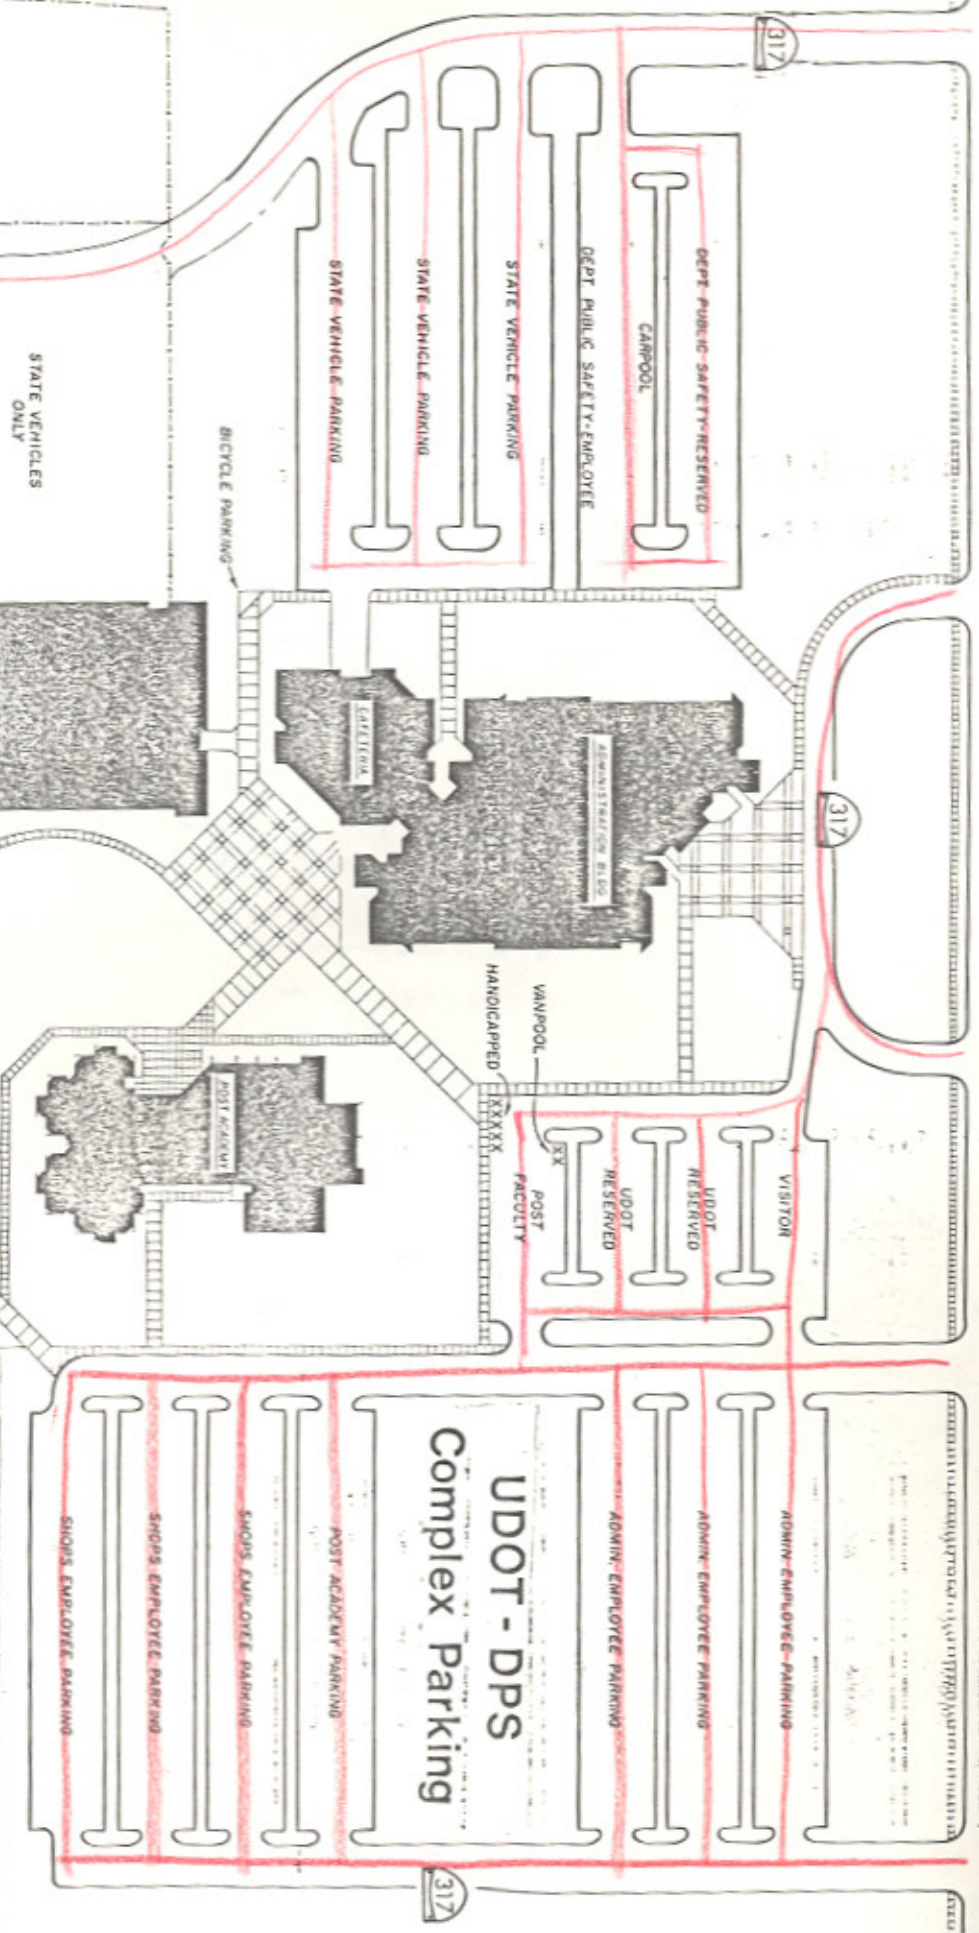 317
DEPT. PUBLIC SAFETY-RESERVED
CARPOOL
DEPT. PUBLIC SAFETY-EMPLOYEE
STATE VEHICLE PARKING
STATE VEHICLE PARKING
STATE VEHICLE PARKING
STATE VEHICLES
ONLY
BICYCLE PARKING
317
ADMINISTRATION BLDG
CAFETERIA
VANPOOL
HANDICAPPED
XXXXX
XX
POST ACADEMY
VISITOR
UDOT
RESERVED
UDOT
RESERVED
POST
FACULTY
UDOT - DPS
Complex Parking
ADMIN. EMPLOYEE PARKING
ADMIN. EMPLOYEE PARKING
ADMIN. EMPLOYEE PARKING
POST ACADEMY PARKING
SHOPS EMPLOYEE PARKING
SHOPS EMPLOYEE PARKING
SHOPS EMPLOYEE PARKING
317